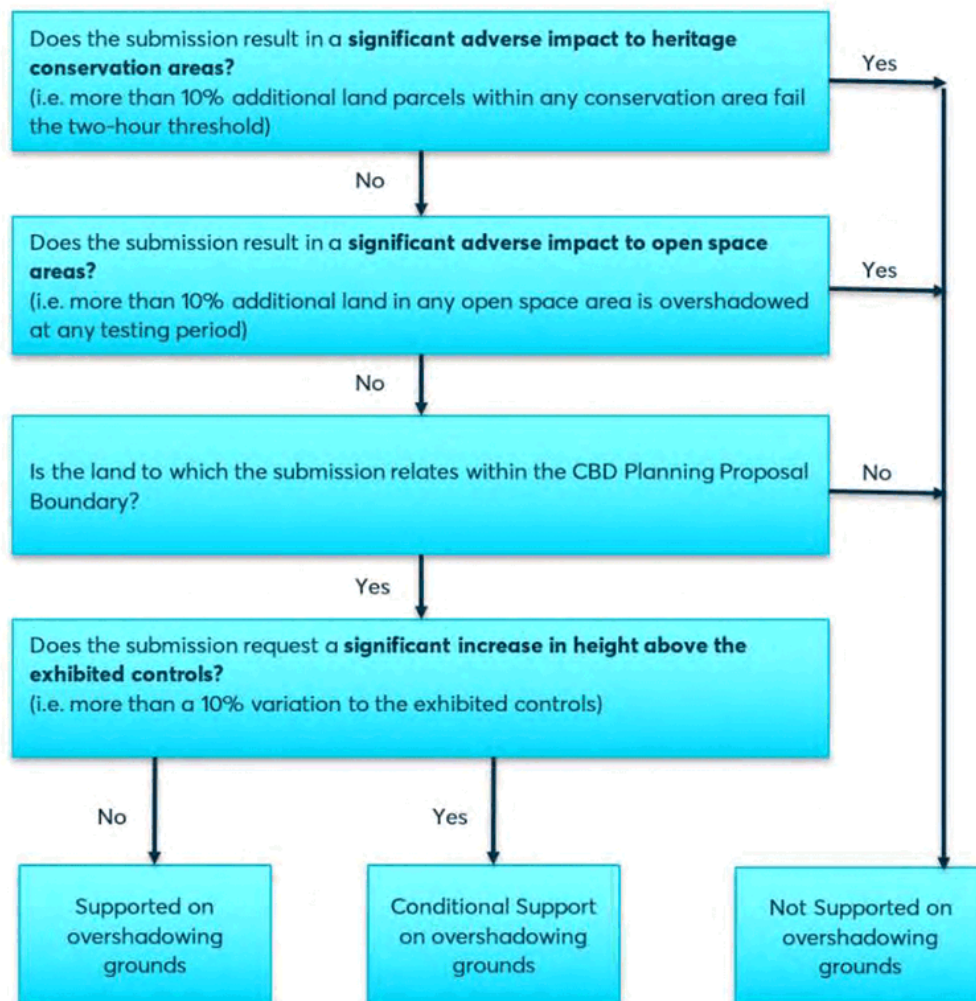 Does the submission result in a significant adverse impact to heritage
conservation areas?
(i.e. more than 10% additional land parcels within any conservation area fail
the two-hour threshold)
Yes
No
Does the submission result in a significant adverse impact to open space
areas?
(i.e. more than 10% additional land in any open space area is overshadowed
at any testing period)
Yes
No
Is the land to which the submission relates within the CBD Planning Proposal
Boundary?
No
Yes
Does the submission request a significant increase in height above the
exhibited controls?
(i.e. more than a 10% variation to the exhibited controls)
No
Yes
Supported on
overshadowing
grounds
Conditional Support
on overshadowing
grounds
Not Supported on
overshadowing
grounds